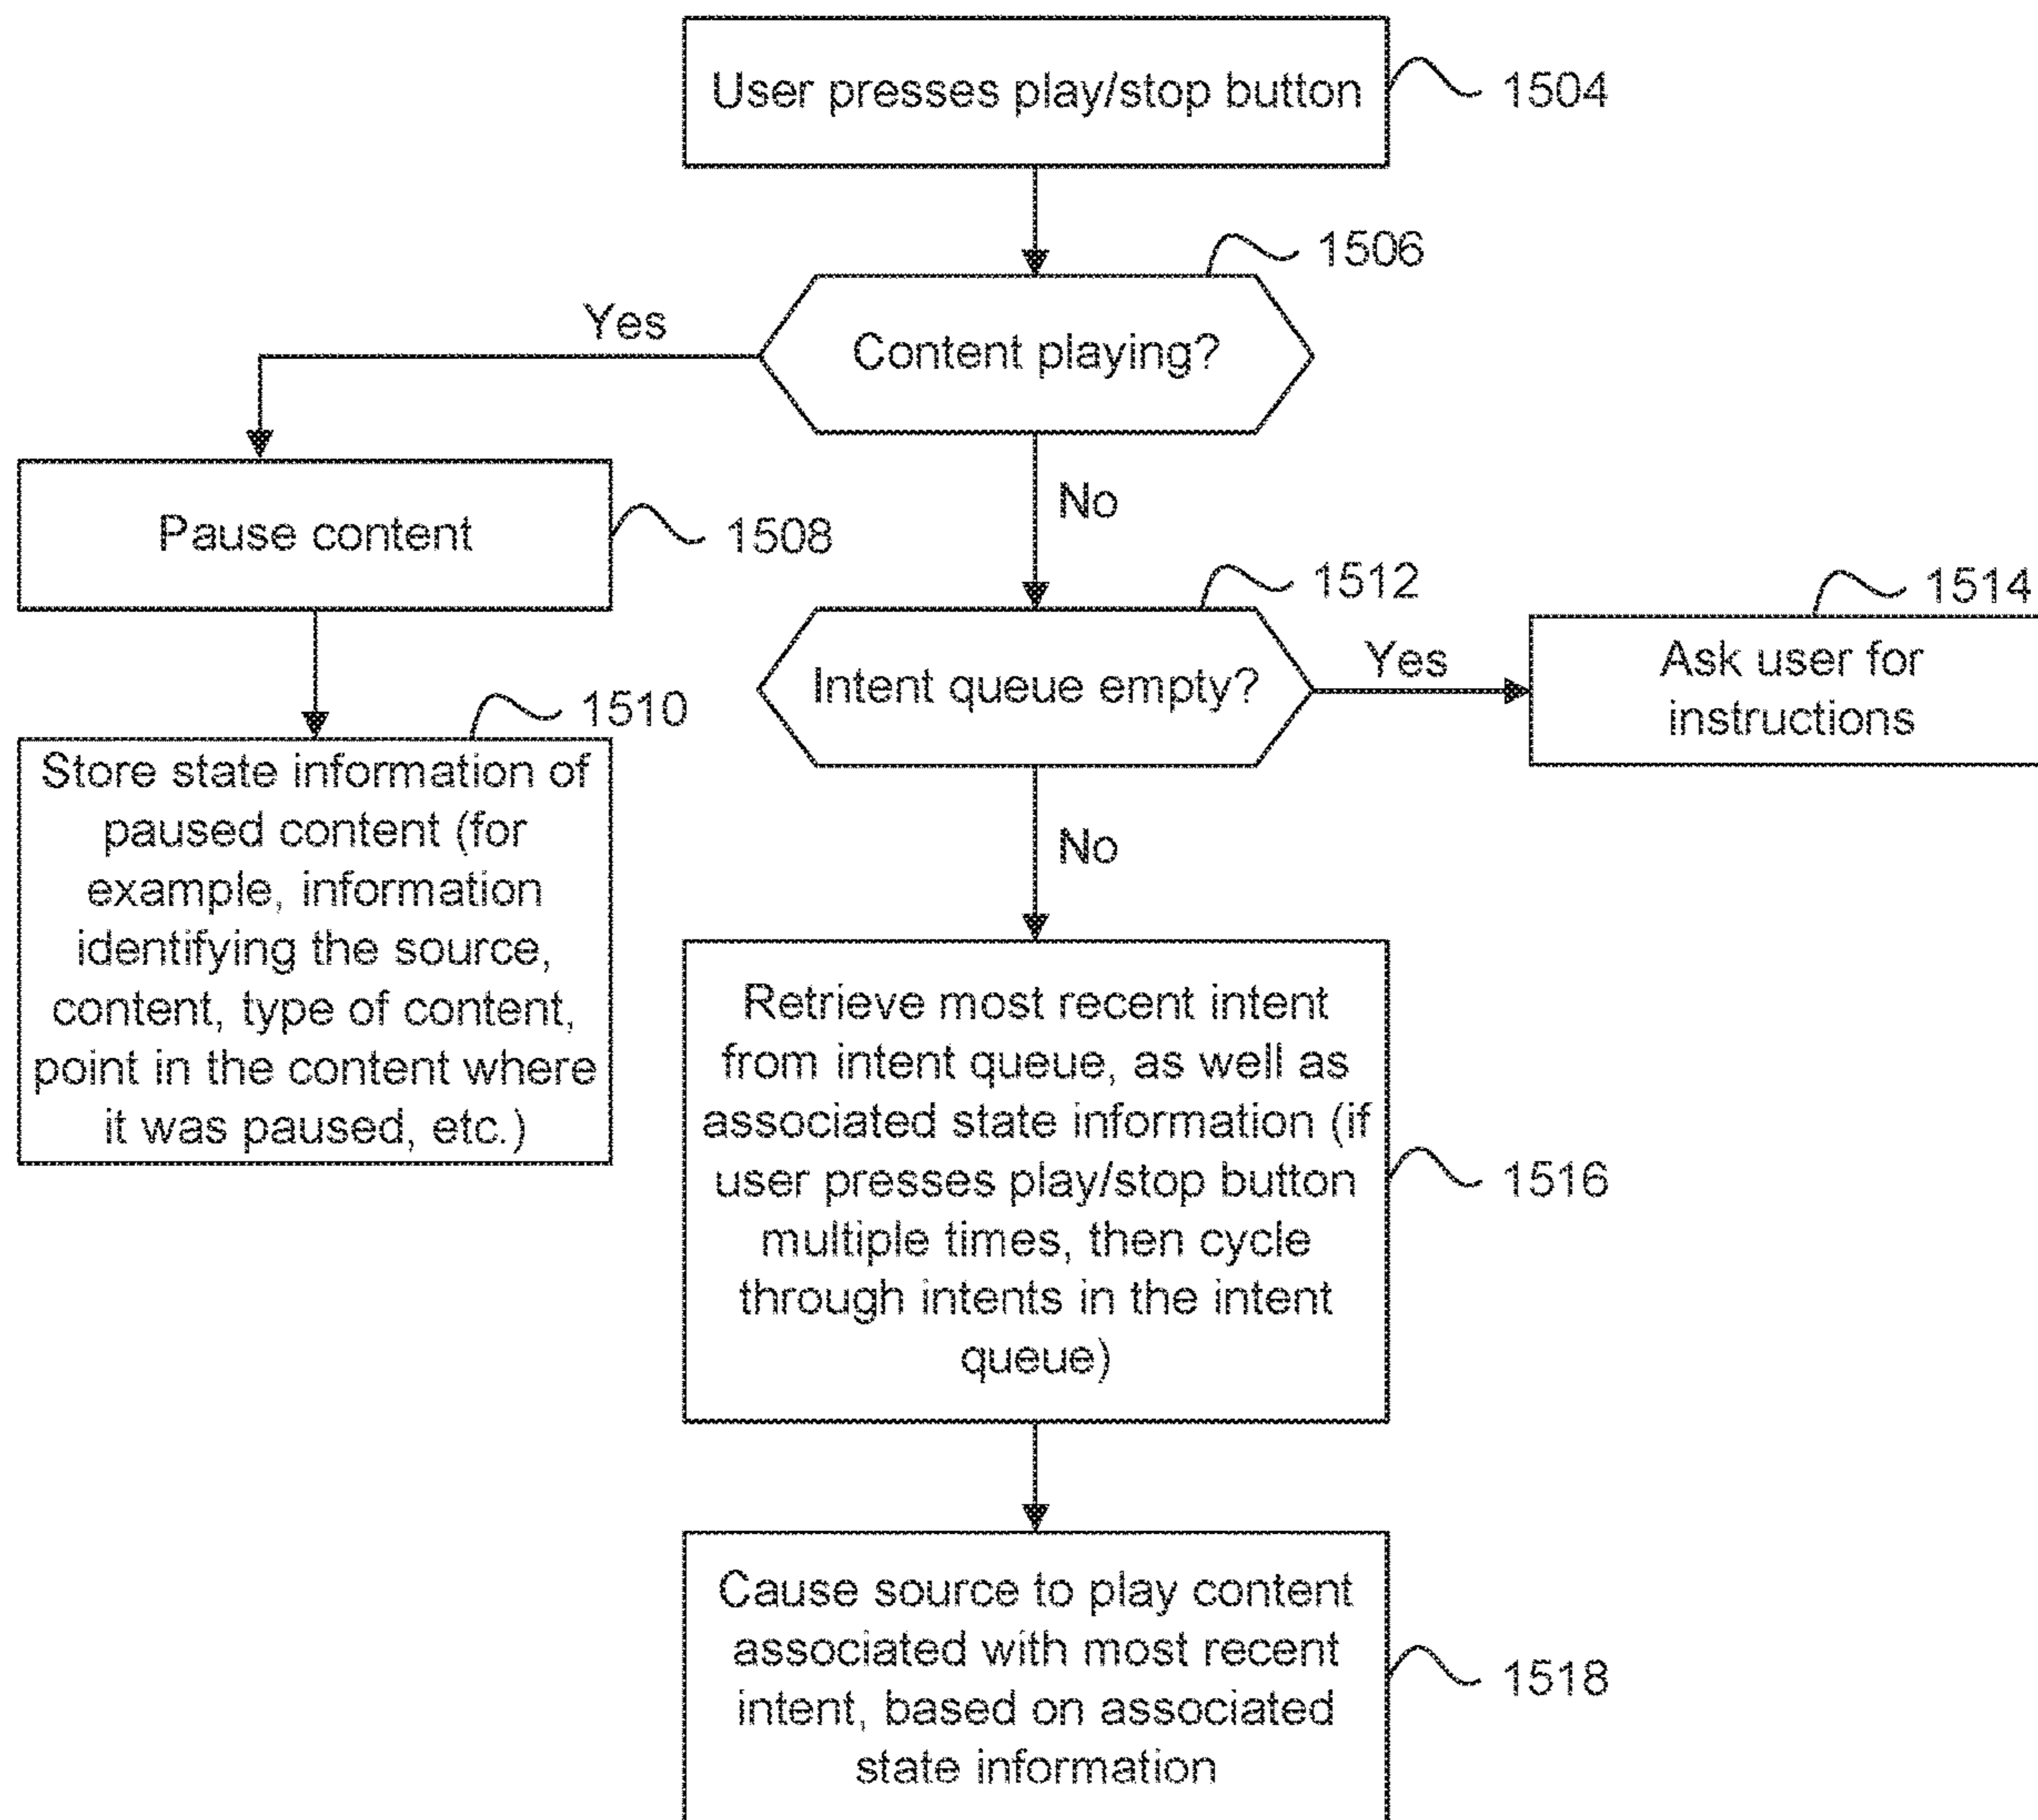 User presses play/stop button
1504
1506
Content playing?
Yes
No
Pause content
1508
1512
Intent queue empty?
Yes
1514
Ask user for
instructions
1510
Store state information of
paused content (for
example, information
identifying the source,
content, type of content,
point in the content where
it was paused, etc.)
No
Retrieve most recent intent
from intent queue, as well as
associated state information (if
user presses play/stop button
multiple times, then cycle
through intents in the intent
queue)
1516
Cause source to play content
associated with most recent
intent, based on associated
state information
1518